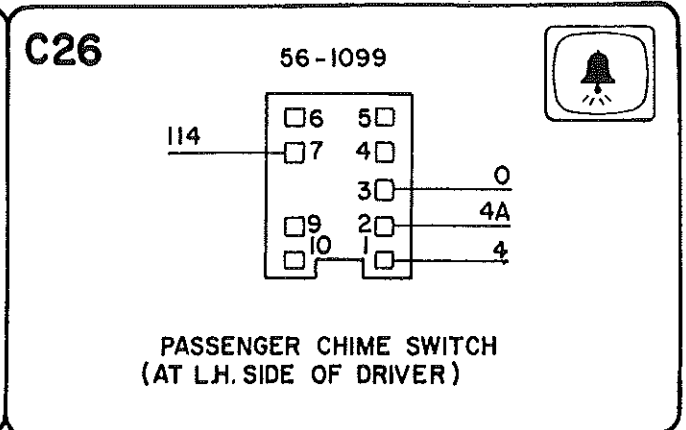 C26
56-1099
6 5
114 7 4
3 0
9 2 4A
10 1 4
PASSENGER CHIME SWITCH
(AT L.H. SIDE OF DRIVER)